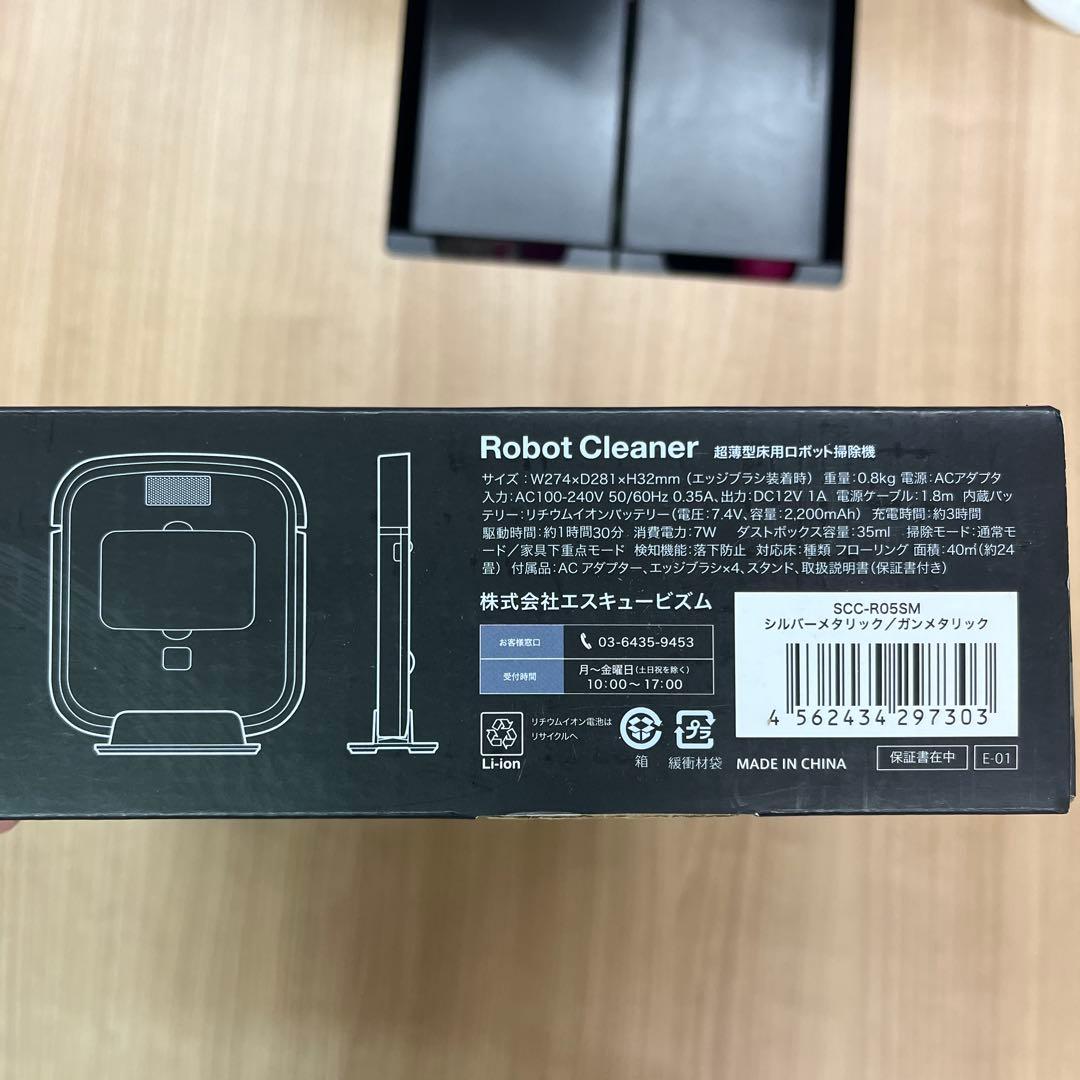 Robot Cleaner 超薄型床用ロボット掃除機
サイズ:W274×D281×H32mm(エッジブラシ装着時) 重量:0.8kg 電源:ACアダプタ
入力:AC100-240V 50/60Hz 0.35A、出力:DC12V 1A 電源ケーブル:1.8m 内蔵バッ
テリー:リチウムイオンバッテリー(電圧:7.4V、容量:2,200mAh) 充電時間:約3時間
駆動時間:約1時間30分 消費電力:7W ダストボックス容量:35ml 掃除モード:通常モ
ード/家具下重点モード 検知機能:落下防止 対応床:種類 フローリング 面積:40㎡(約24
畳) 付属品:AC アダプター、エッジブラシ×4、スタンド、取扱説明書(保証書付き)
株式会社エスキュービズム
お客様窓口 03-6435-9453
受付時間 月〜金曜日(土日祝を除く)
10:00〜17:00
SCC-R05SM
シルバーメタリック/ガンメタリック
4 562434 297303
リチウムイオン電池は
リサイクルへ
Li-ion
箱
プラ
緩衝材袋
MADE IN CHINA
保証書在中
E-01